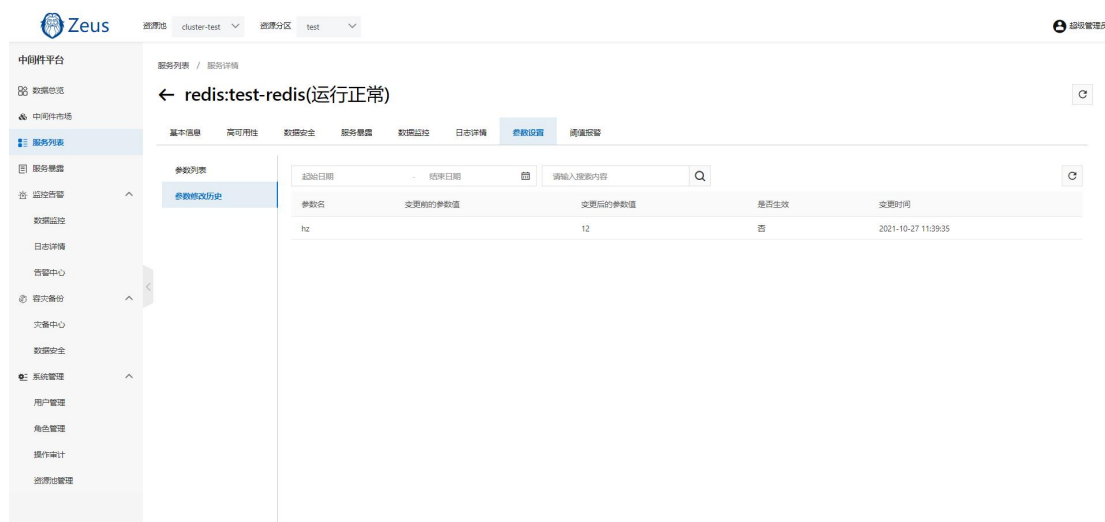 Zeus
资源池 cluster-test 资源分区 test
超级管理员
中间件平台
数据总览
中间件市场
服务列表
服务暴露
监控告警
数据监控
日志详情
告警中心
容灾备份
灾备中心
数据安全
系统管理
用户管理
角色管理
操作审计
资源池管理
服务列表 / 服务详情
← redis:test-redis(运行正常)
基本信息 高可用性 数据安全 服务暴露 数据监控 日志详情 参数设置 阈值报警
参数列表
参数修改历史
起始日期 - 结束日期 请输入搜索内容
参数名 变更前的参数值 变更后的参数值 是否生效 变更时间
hz 12 否 2021-10-27 11:39:35